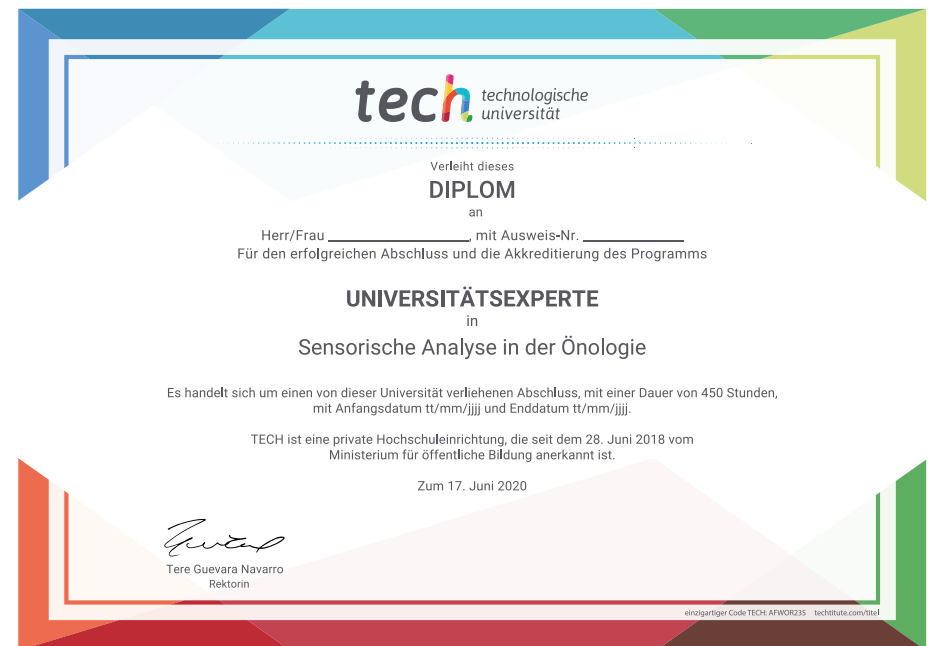 tech technologische
universität
Verleiht dieses
DIPLOM
an
Herr/Frau ________________, mit Ausweis-Nr. ____________
Für den erfolgreichen Abschluss und die Akkreditierung des Programms
UNIVERSITÄTSEXPERTE
in
Sensorische Analyse in der Önologie
Es handelt sich um einen von dieser Universität verliehenen Abschluss, mit einer Dauer von 450 Stunden,
mit Anfangsdatum tt/mm/jjjj und Enddatum tt/mm/jjjj.
TECH ist eine private Hochschuleinrichtung, die seit dem 28. Juni 2018 vom
Ministerium für öffentliche Bildung anerkannt ist.
Zum 17. Juni 2020
Tere Guevara Navarro
Rektorin
einzigartiger Code TECH: AFWOR23S techtitute.com/titel